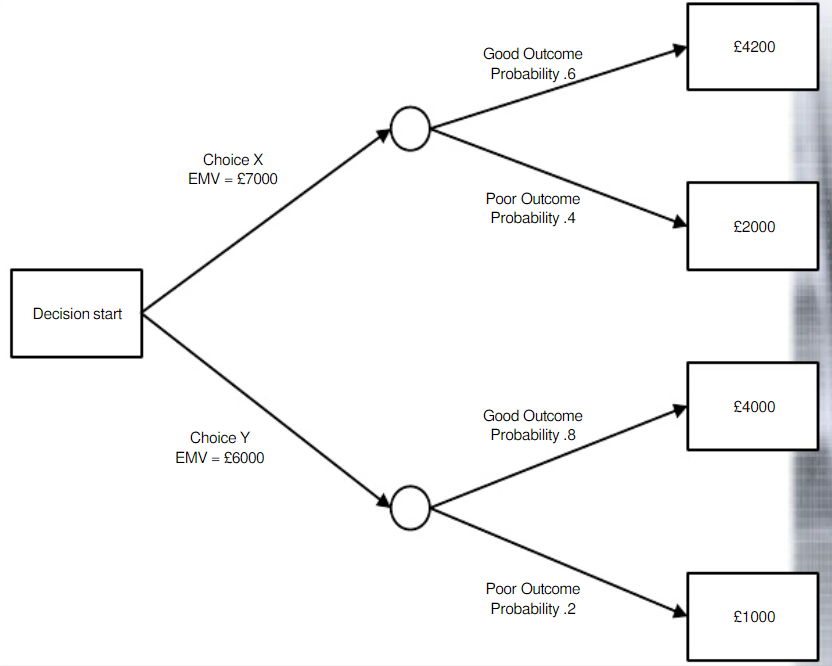 Good Outcome
Probability .6
£4200
Choice X
EMV = £7000
Poor Outcome
Probability .4
£2000
Decision start
Good Outcome
Probability .8
£4000
Choice Y
EMV = £6000
Poor Outcome
Probability .2
£1000